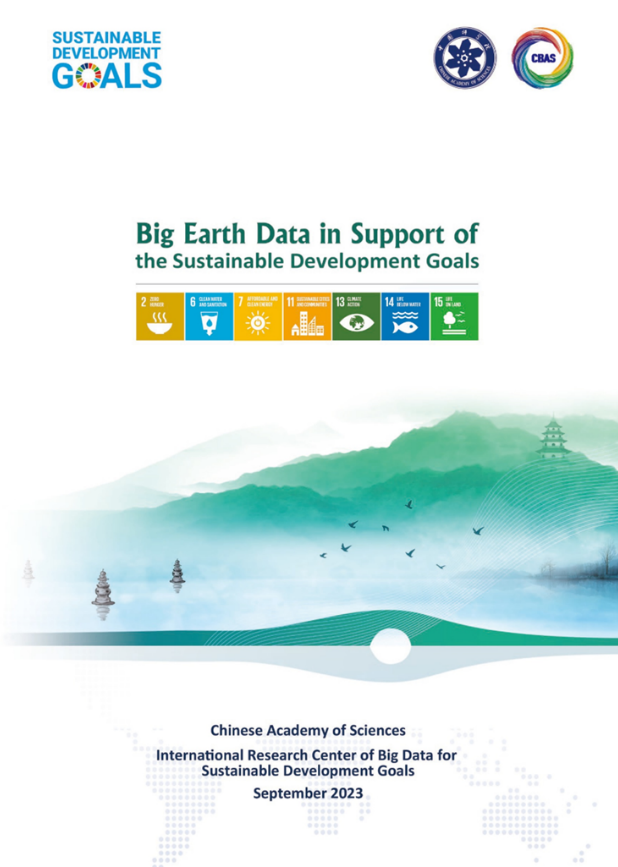 SUSTAINABLE
DEVELOPMENT
GOALS
CBAS
Big Earth Data in Support of
the Sustainable Development Goals
2 ZERO HUNGER
6 CLEAN WATER AND SANITATION
7 AFFORDABLE AND CLEAN ENERGY
11 SUSTAINABLE CITIES AND COMMUNITIES
13 CLIMATE ACTION
14 LIFE BELOW WATER
15 LIFE ON LAND
Chinese Academy of Sciences
International Research Center of Big Data for
Sustainable Development Goals
September 2023